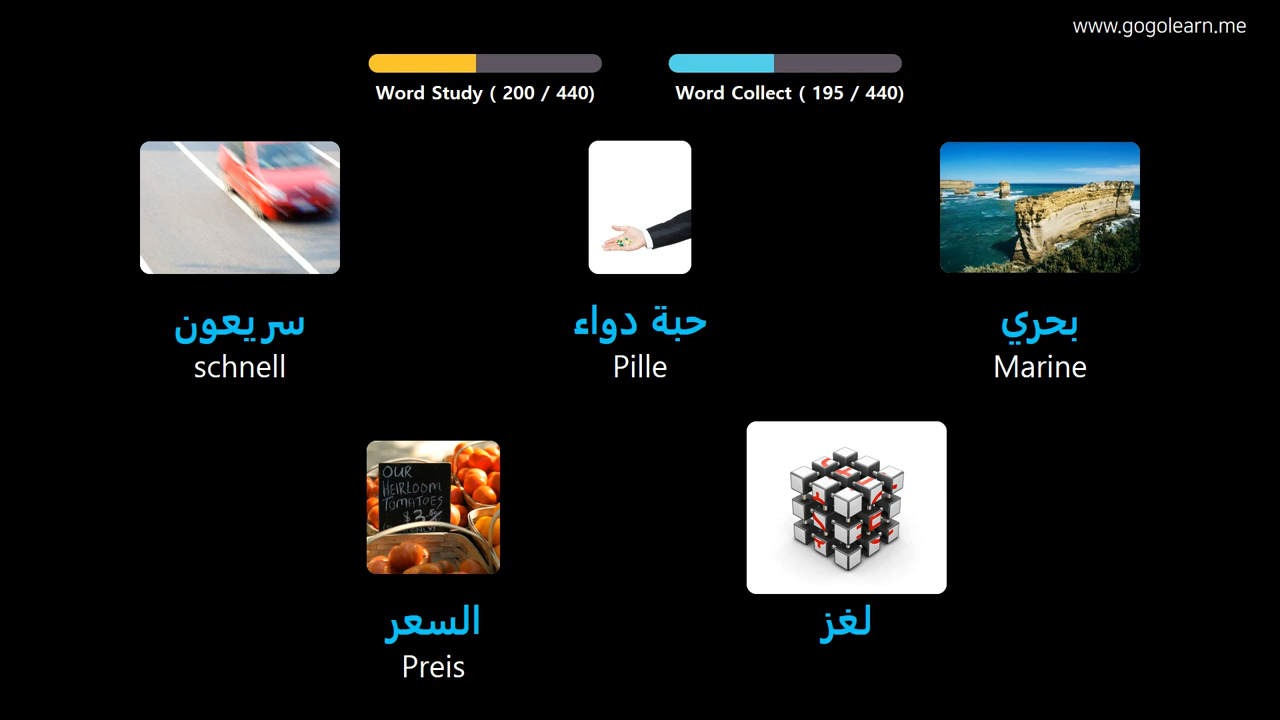 www.gogolearn.me
Word Study ( 200 / 440)
Word Collect ( 195 / 440)
سريعون
schnell
حبة دواء
Pille
بحري
Marine
OUR
HEIRLOOM
TOMATOES
السعر
Preis
لغز